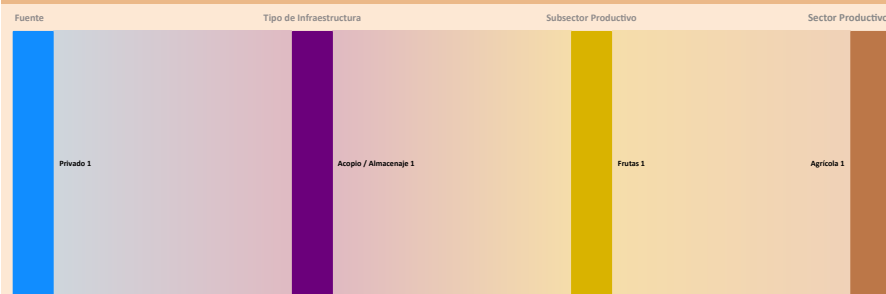 Fuente
Tipo de Infraestructura
Subsector Productivo
Sector Productivo
Privado 1
Acopio / Almacenaje 1
Frutas 1
Agrícola 1